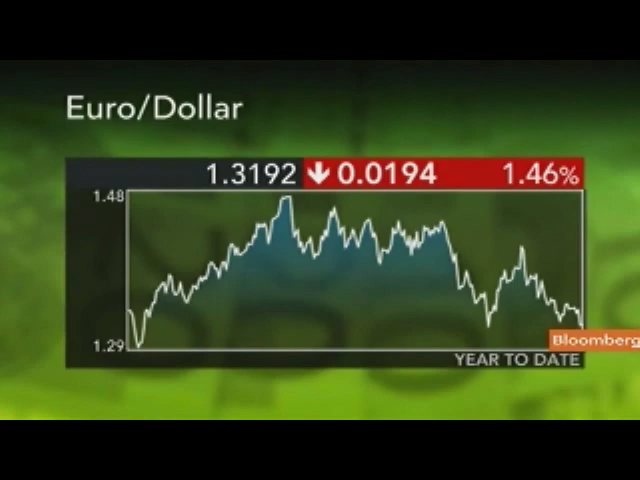 Euro/Dollar
1.3192 ↓ 0.0194 1.46%
1.48
1.29
Bloomberg
YEAR TO DATE